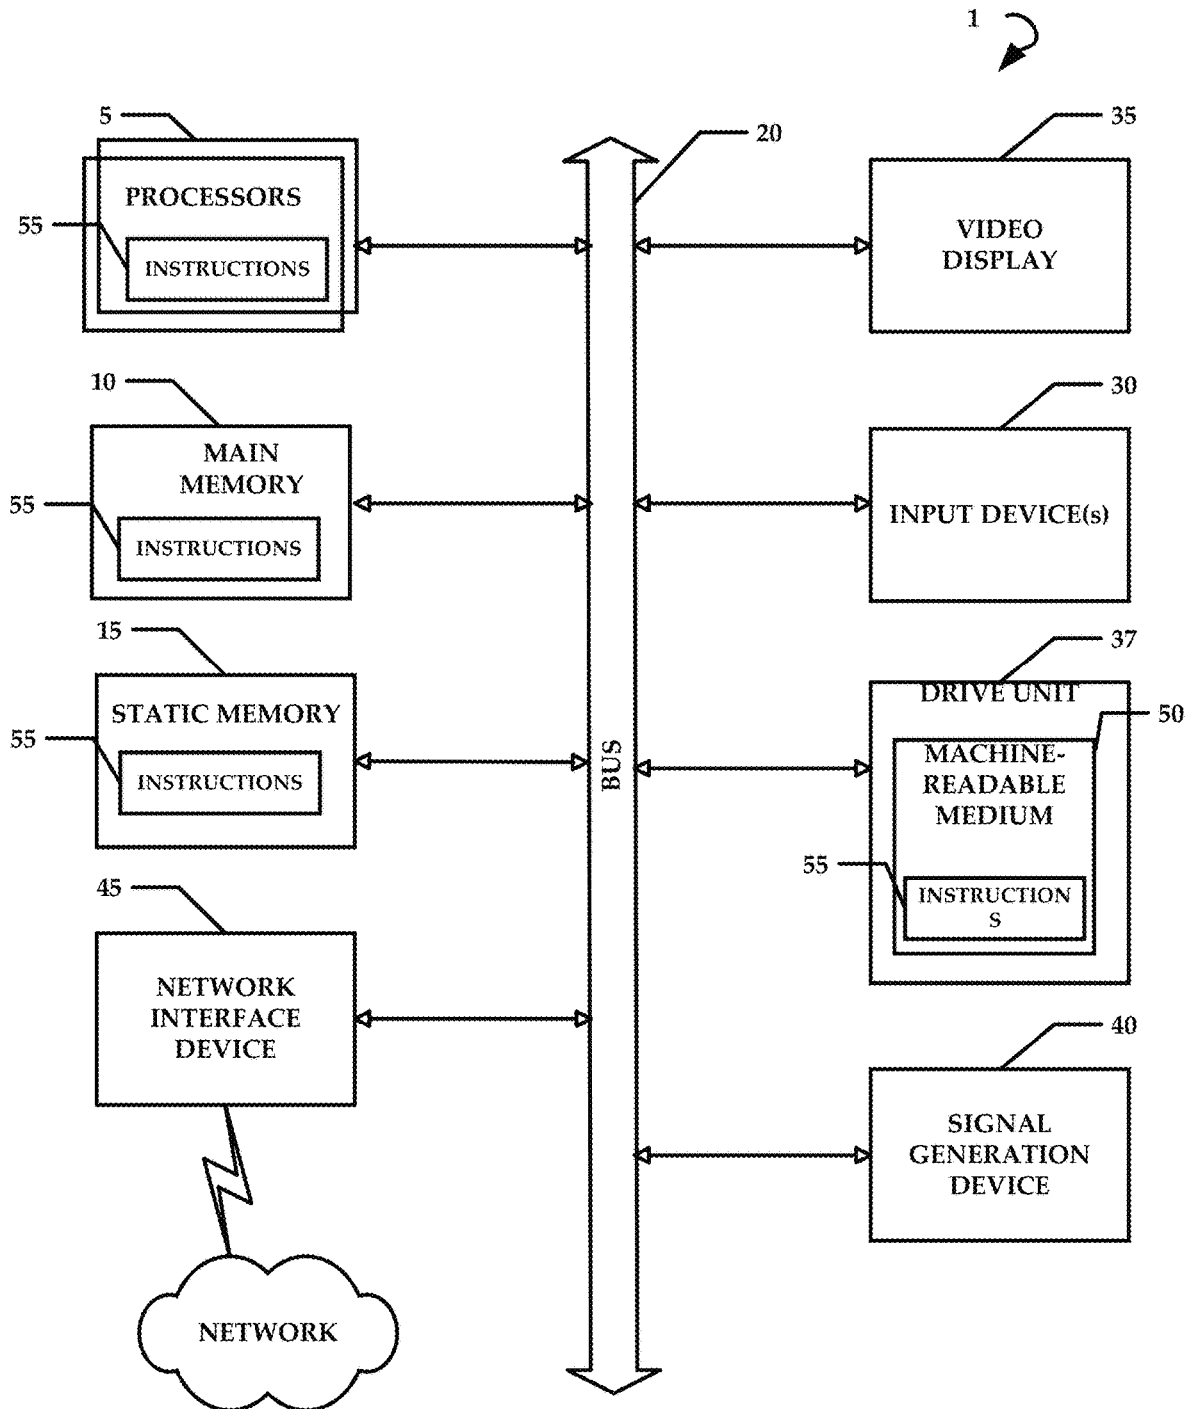 1
5
PROCESSORS
55
INSTRUCTIONS
20
35
VIDEO
DISPLAY
10
MAIN
MEMORY
55
INSTRUCTIONS
30
INPUT DEVICE(s)
15
STATIC MEMORY
55
INSTRUCTIONS
BUS
37
DRIVE UNIT
50
MACHINE-
READABLE
MEDIUM
55
INSTRUCTION
S
45
NETWORK
INTERFACE
DEVICE
40
SIGNAL
GENERATION
DEVICE
NETWORK